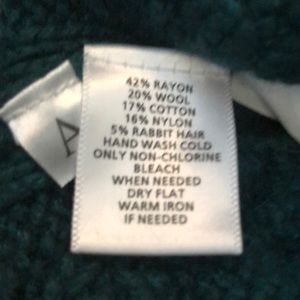 42% RAYON
20% WOOL
17% COTTON
16% NYLON
5% RABBIT HAIR
HAND WASH COLD
ONLY NON-CHLORINE
BLEACH
WHEN NEEDED
DRY FLAT
WARM IRON
IF NEEDED
A